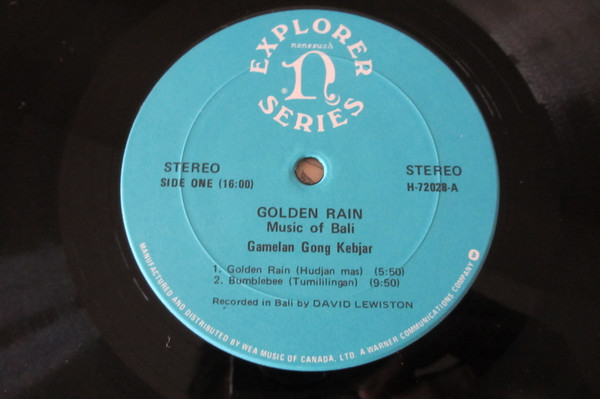 EXPLORER
nonesuch
n
SERIES
STEREO
SIDE ONE (16:00)
STEREO
H-72028-A
GOLDEN RAIN
Music of Bali
Gamelan Gong Kebjar
1. Golden Rain (Hudjan mas) (5:50)
2. Bumblebee (Tumililingan) (9:50)
Recorded in Bali by DAVID LEWISTON
MANUFACTURED AND DISTRIBUTED BY WEA MUSIC OF CANADA, LTD. A WARNER COMMUNICATIONS COMPANY